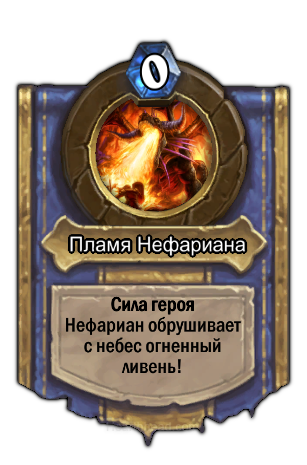 0
Пламя Нефариана
Сила героя
Нефариан обрушивает
с небес огненный
ливень!